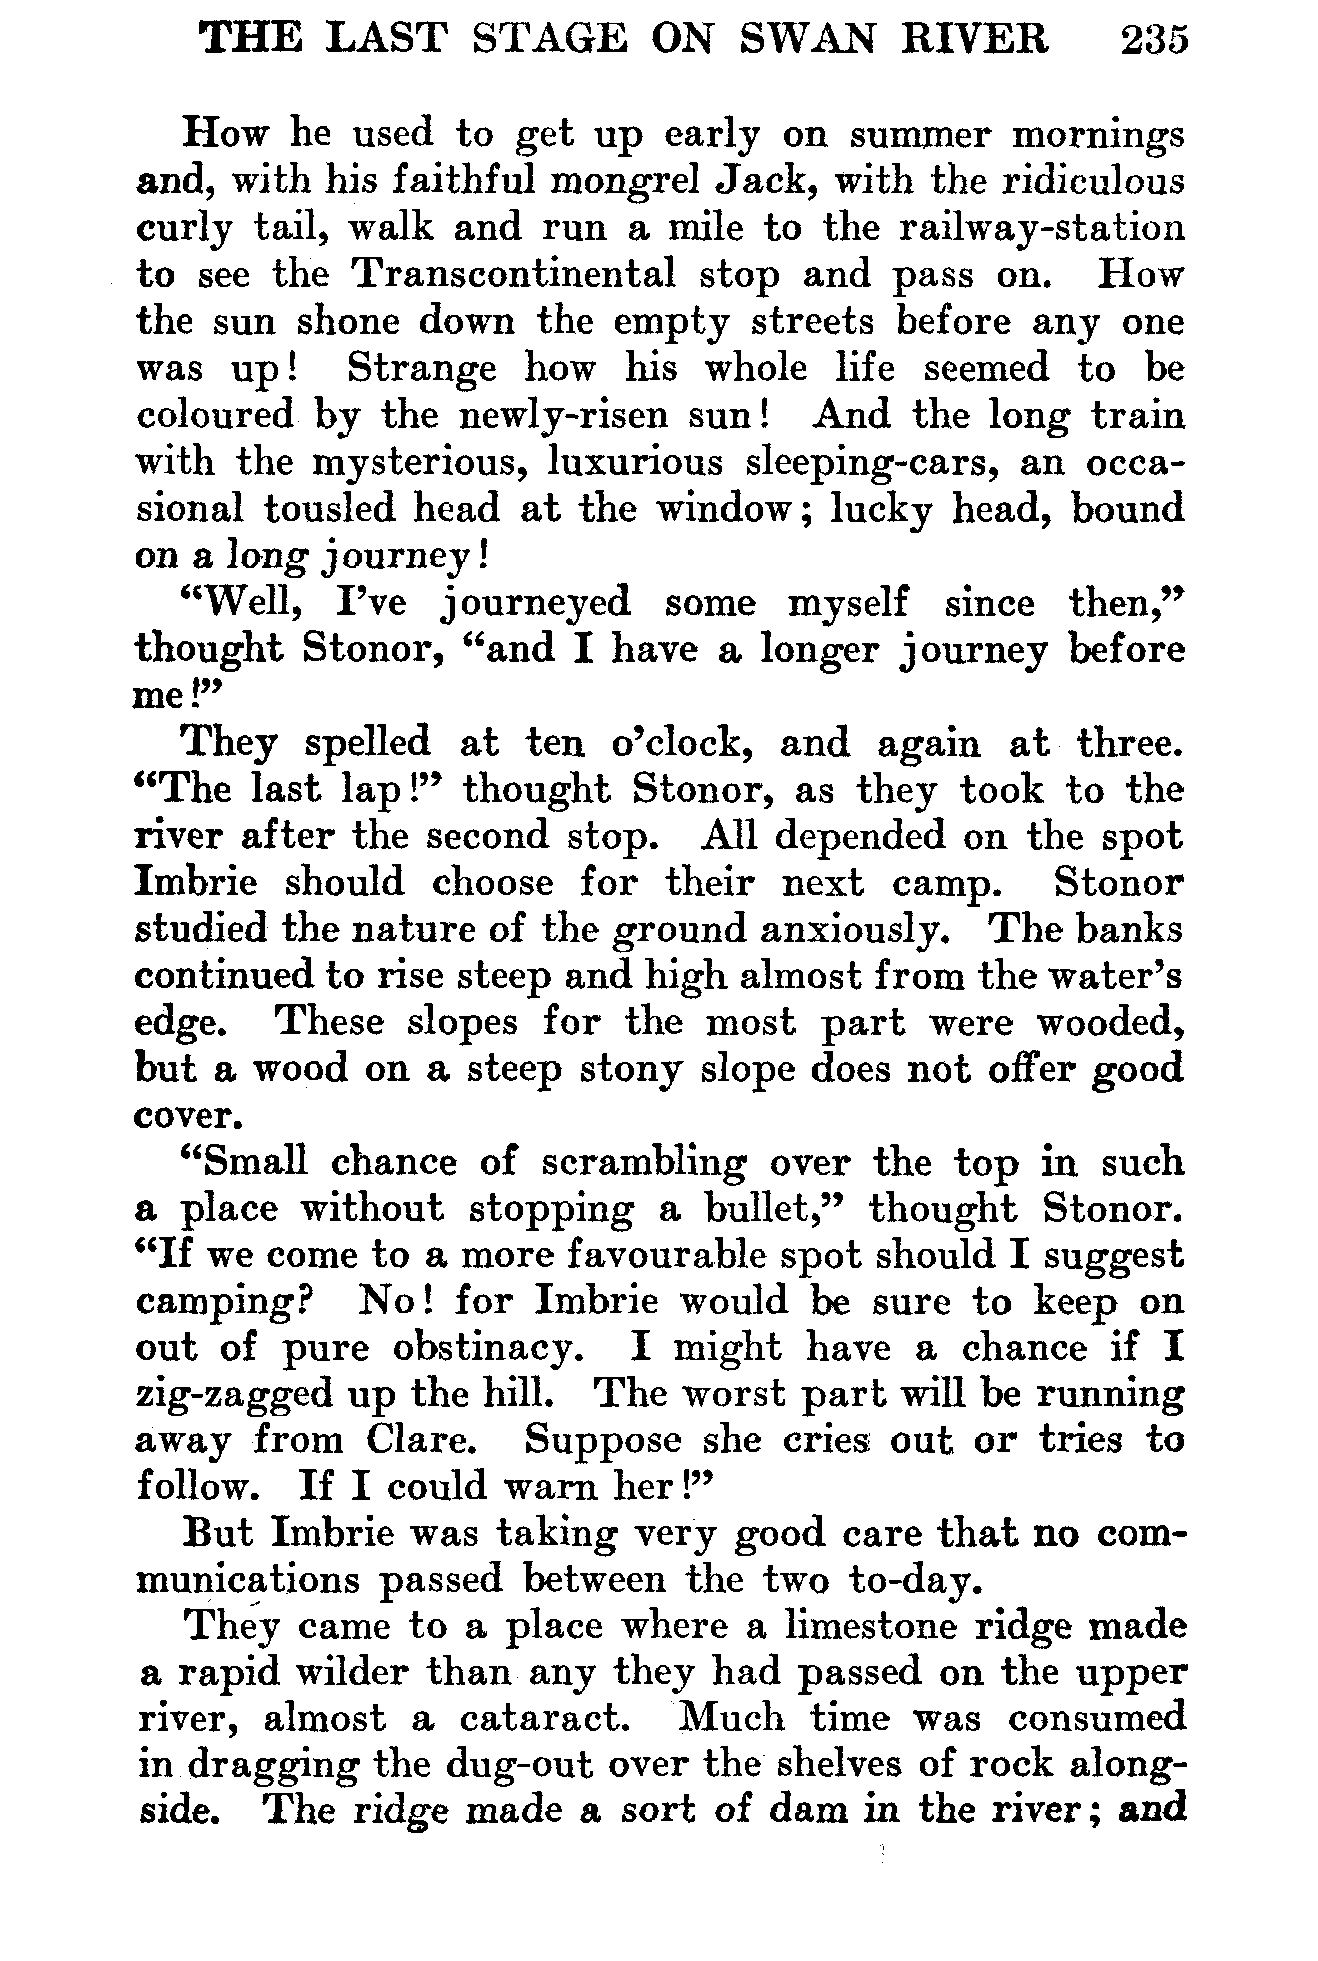 THE LAST STAGE ON SWAN RIVER 235
How he used to get up early on summer mornings
and, with his faithful mongrel Jack, with the ridiculous
curly tail, walk and run a mile to the railway-station
to see the Transcontinental stop and pass on. How
the sun shone down the empty streets before any one
was up! Strange how his whole life seemed to be
coloured by the newly-risen sun! And the long train
with the mysterious, luxurious sleeping-cars, an occa-
sional tousled head at the window; lucky head, bound
on a long journey!
“Well, I’ve journeyed some myself since then,”
thought Stonor, “and I have a longer journey before
me!”
They spelled at ten o’clock, and again at three.
“The last lap!” thought Stonor, as they took to the
river after the second stop. All depended on the spot
Imbrie should choose for their next camp. Stonor
studied the nature of the ground anxiously. The banks
continued to rise steep and high almost from the water’s
edge. These slopes for the most part were wooded,
but a wood on a steep stony slope does not offer good
cover.
“Small chance of scrambling over the top in such
a place without stopping a bullet,” thought Stonor.
“If we come to a more favourable spot should I suggest
camping? No! for Imbrie would be sure to keep on
out of pure obstinacy. I might have a chance if I
zig-zagged up the hill. The worst part will be running
away from Clare. Suppose she cries out or tries to
follow. If I could warn her!”
But Imbrie was taking very good care that no com-
munications passed between the two to-day.
They came to a place where a limestone ridge made
a rapid wilder than any they had passed on the upper
river, almost a cataract. Much time was consumed
in dragging the dug-out over the shelves of rock along-
side. The ridge made a sort of dam in the river; and